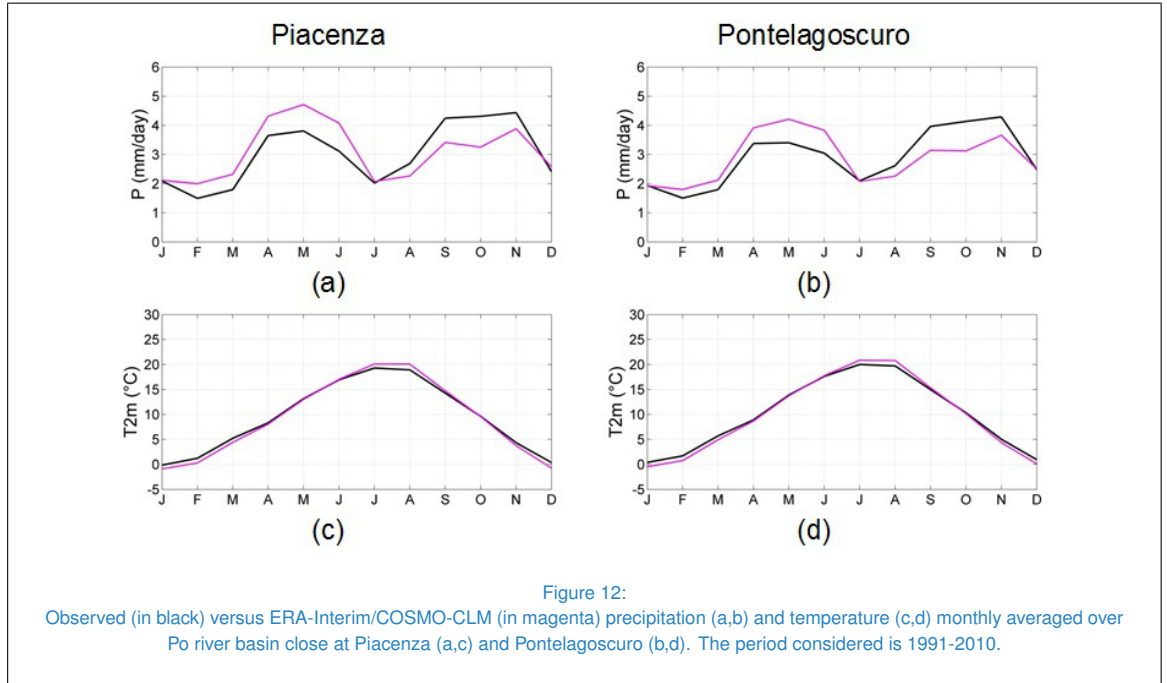 Piacenza
Pontelagoscuro
P (mm/day)
6
5
4
3
2
1
0
J F M A M J J A S O N D
(a)
P (mm/day)
6
5
4
3
2
1
0
J F M A M J J A S O N D
(b)
T2m (°C)
30
25
20
15
10
5
0
-5
J F M A M J J A S O N D
(c)
T2m (°C)
30
25
20
15
10
5
0
-5
J F M A M J J A S O N D
(d)
Figure 12:
Observed (in black) versus ERA-Interim/COSMO-CLM (in magenta) precipitation (a,b) and temperature (c,d) monthly averaged over
Po river basin close at Piacenza (a,c) and Pontelagoscuro (b,d). The period considered is 1991-2010.